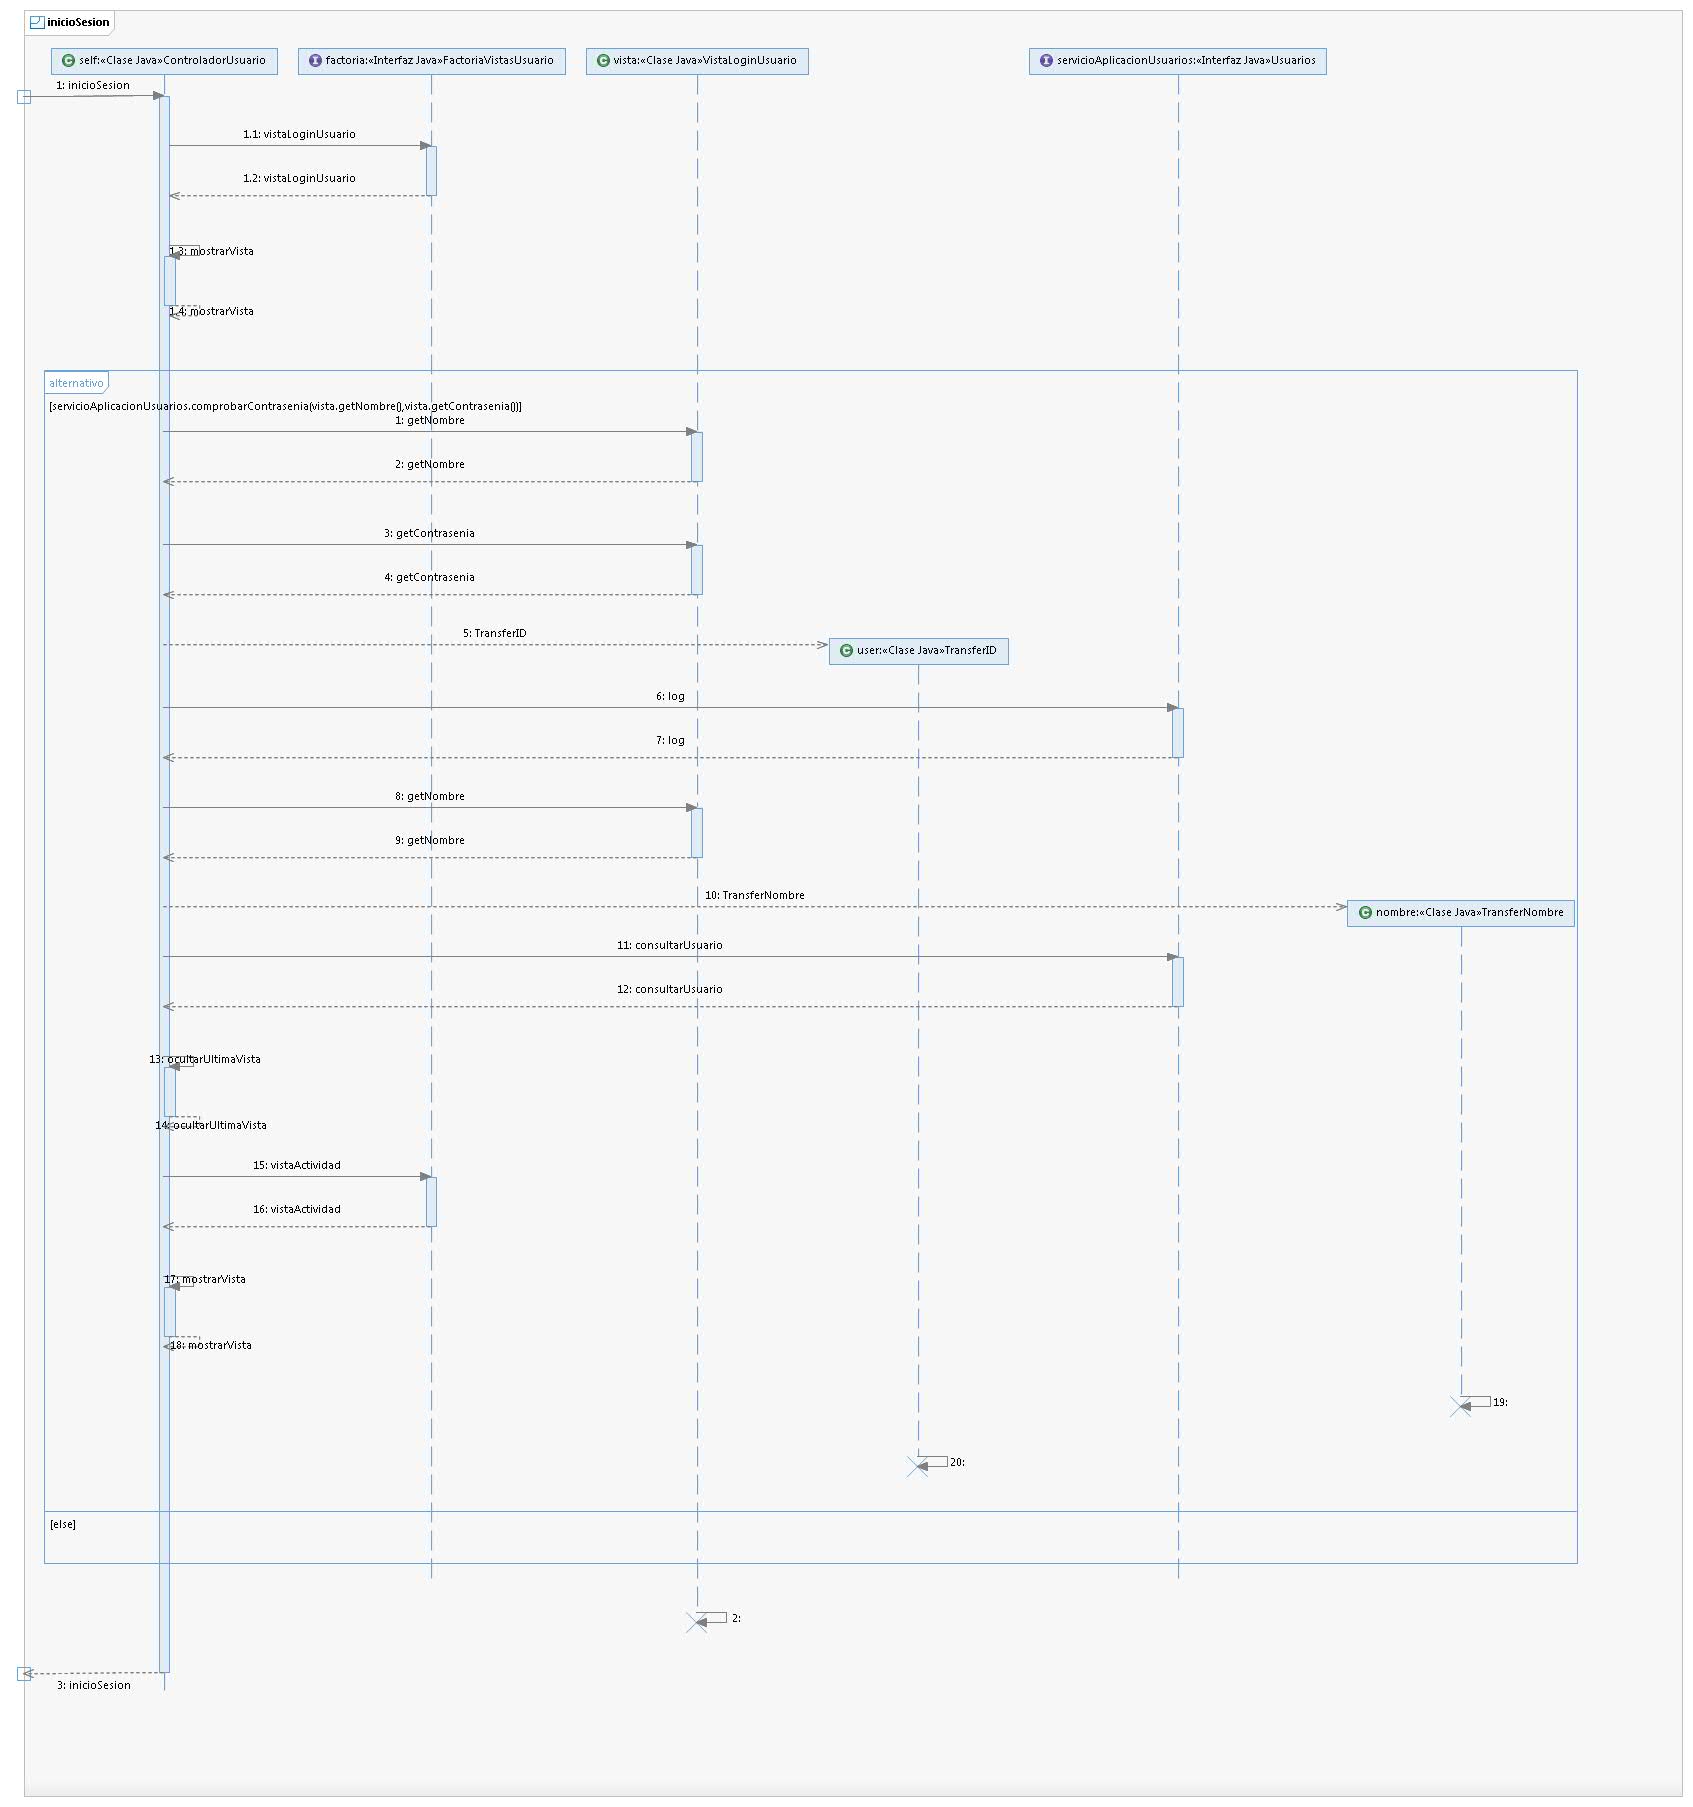 inicioSesion
self:«Clase Java»ControladorUsuario
factoria:«Interfaz Java»FactoriaVistasUsuario
vista:«Clase Java»VistaLoginUsuario
servicioAplicacionUsuarios:«Interfaz Java»Usuarios
1: inicioSesion
1.1: vistaLoginUsuario
1.2: vistaLoginUsuario
1.3: mostrarVista
1.4: mostrarVista
alternativo
[servicioAplicacionUsuarios.comprobarContrasenia(vista.getNombre(),vista.getContrasenia())]
1: getNombre
2: getNombre
3: getContrasenia
4: getContrasenia
5: TransferID
user:«Clase Java»TransferID
6: log
7: log
8: getNombre
9: getNombre
10: TransferNombre
nombre:«Clase Java»TransferNombre
11: consultarUsuario
12: consultarUsuario
13: ocultarUltimaVista
14: ocultarUltimaVista
15: vistaActividad
16: vistaActividad
17: mostrarVista
18: mostrarVista
19:
20:
[else]
2:
3: inicioSesion